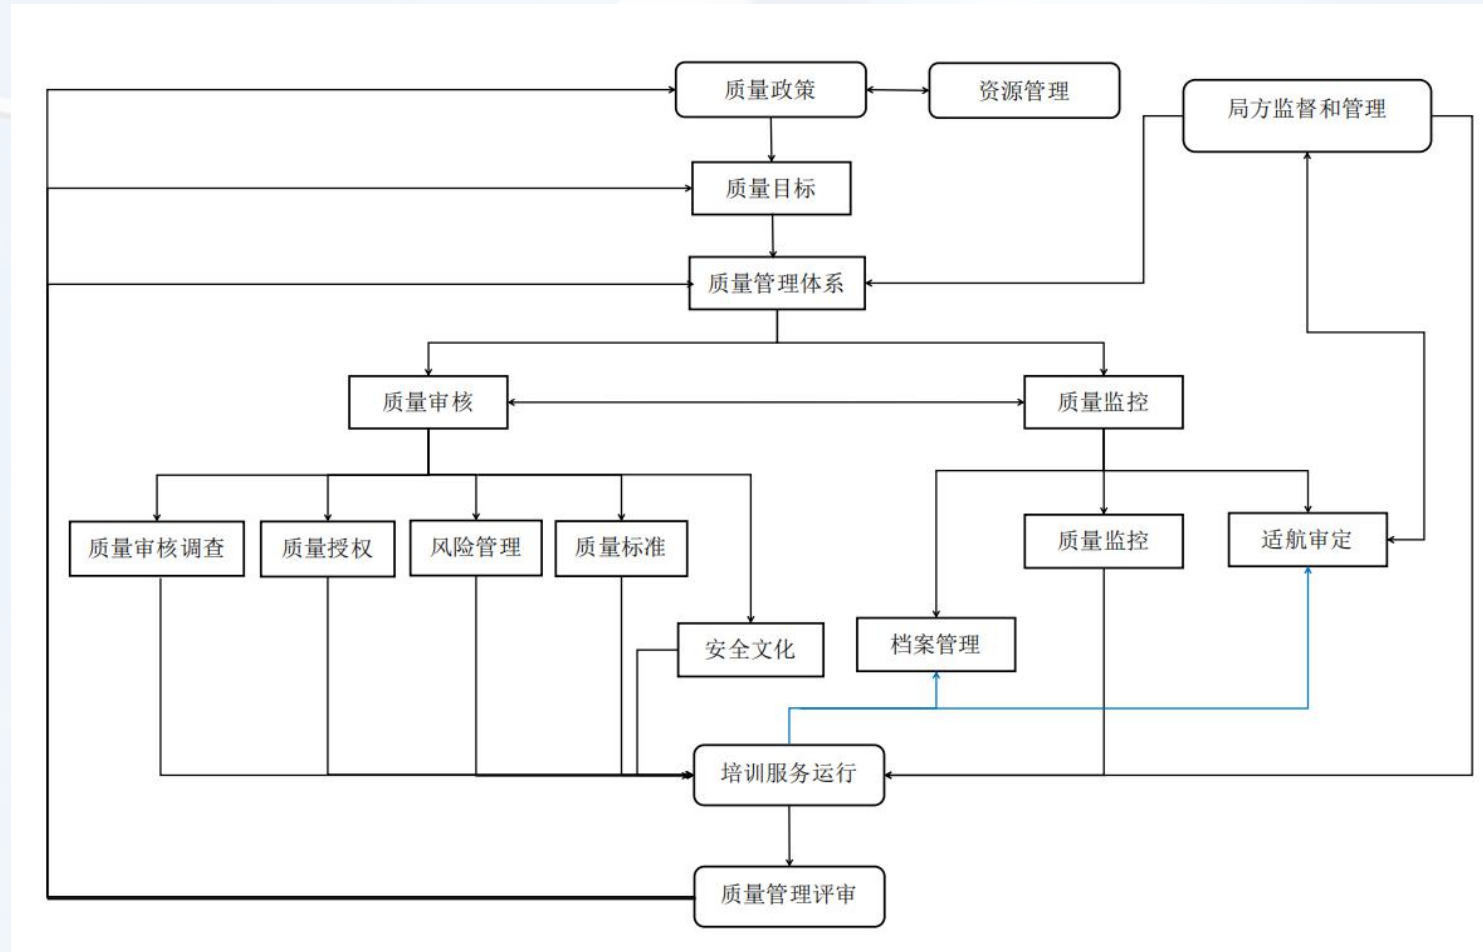 质量政策
资源管理
局方监督和管理
质量目标
质量管理体系
质量审核
质量监控
质量审核调查
质量授权
风险管理
质量标准
质量监控
适航审定
安全文化
档案管理
培训服务运行
质量管理评审